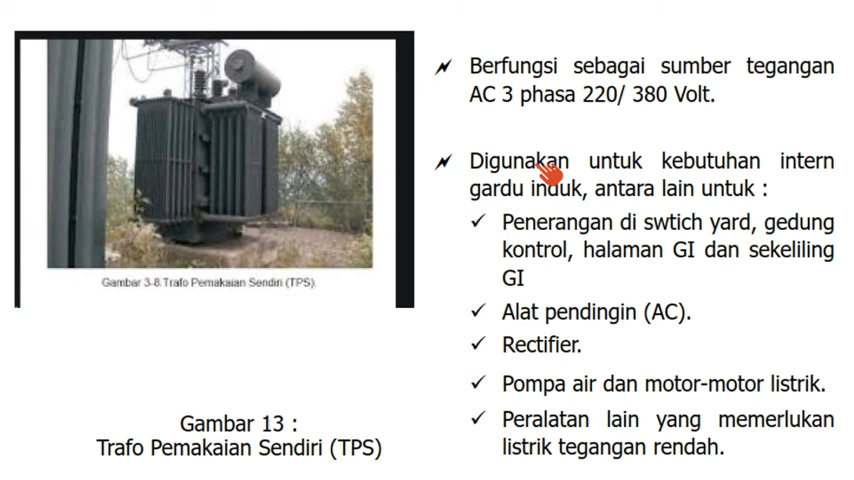 Gambar 3-8.Trafo Pemakaian Sendiri (TPS).
Gambar 13 :
Trafo Pemakaian Sendiri (TPS)
Berfungsi sebagai sumber tegangan
AC 3 phasa 220/ 380 Volt.
Digunakan untuk kebutuhan intern
gardu induk, antara lain untuk :
Penerangan di swtich yard, gedung
kontrol, halaman GI dan sekeliling
GI
Alat pendingin (AC).
Rectifier.
Pompa air dan motor-motor listrik.
Peralatan lain yang memerlukan
listrik tegangan rendah.